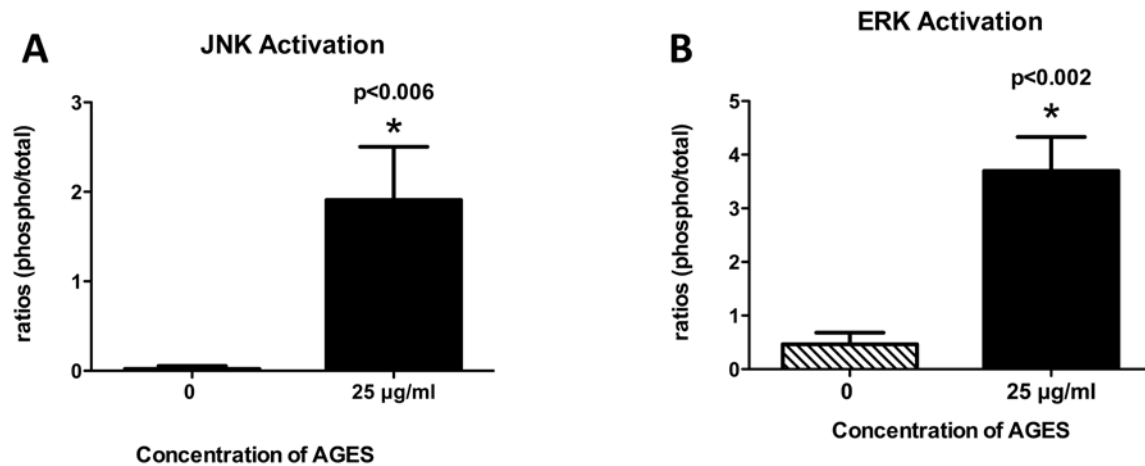 A
JNK Activation
p<0.006
*
3
2
1
0
ratios (phospho/total)
0
25 µg/ml
Concentration of AGES
B
ERK Activation
p<0.002
*
5
4
3
2
1
0
ratios (phospho/total)
0
25 µg/ml
Concentration of AGES